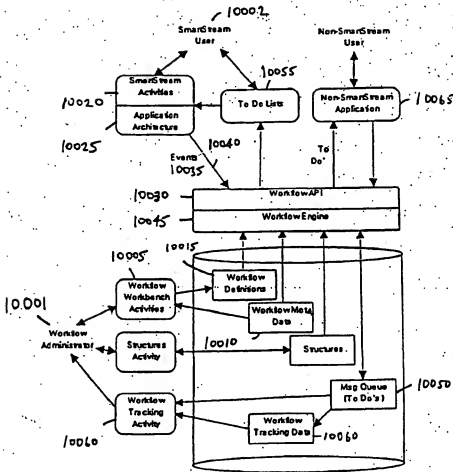 10002
SmartStream
User
Non-SmartStream
User
10055
SmartStream
Activities
10020
Application
Architecture
10025
To Do Lists
Non-SmartStream
Application
10065
10040
Events
10035
To
Do'
10030
Workflow API
Workflow Engine
10045
10015
10005
Workflow
Definitions
Workflow
Workbench
Activities
10001
Workflow Meta
Data
Workflow
Administrator
Structures
Activity
10010
Structures
Msg Queue
(To Do's)
10050
Workflow
Tracking
Activity
Workflow
Tracking Data
10060
10060